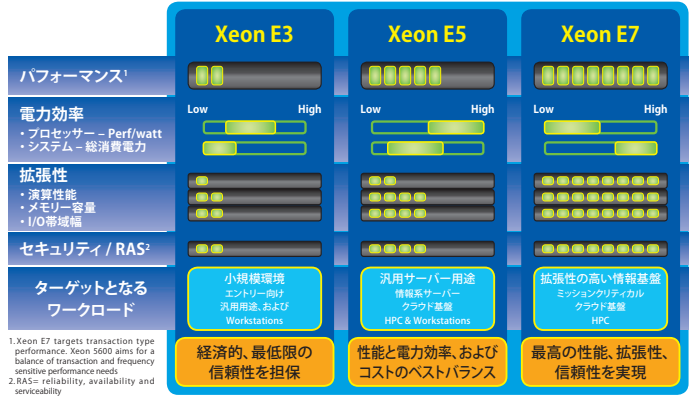 Xeon E3
Xeon E5
Xeon E7
パフォーマンス1
電力効率
・プロセッサー – Perf/watt
・システム – 総消費電力
Low High
Low High
Low High
拡張性
・演算性能
・メモリー容量
・I/O帯域幅
セキュリティ / RAS2
ターゲットとなる
ワークロード
小規模環境
エントリー向け
汎用用途、および
Workstations
汎用サーバー用途
情報系サーバー
クラウド基盤
HPC & Workstations
拡張性の高い情報基盤
ミッションクリティカル
クラウド基盤
HPC
経済的、最低限の
信頼性を担保
性能と電力効率、および
コストのベストバランス
最高の性能、拡張性、
信頼性を実現
1.Xeon E7 targets transaction type
performance. Xeon 5600 aims for a
balance of transaction and frequency
sensitive performance needs
2.RAS= reliability, availability and
serviceability